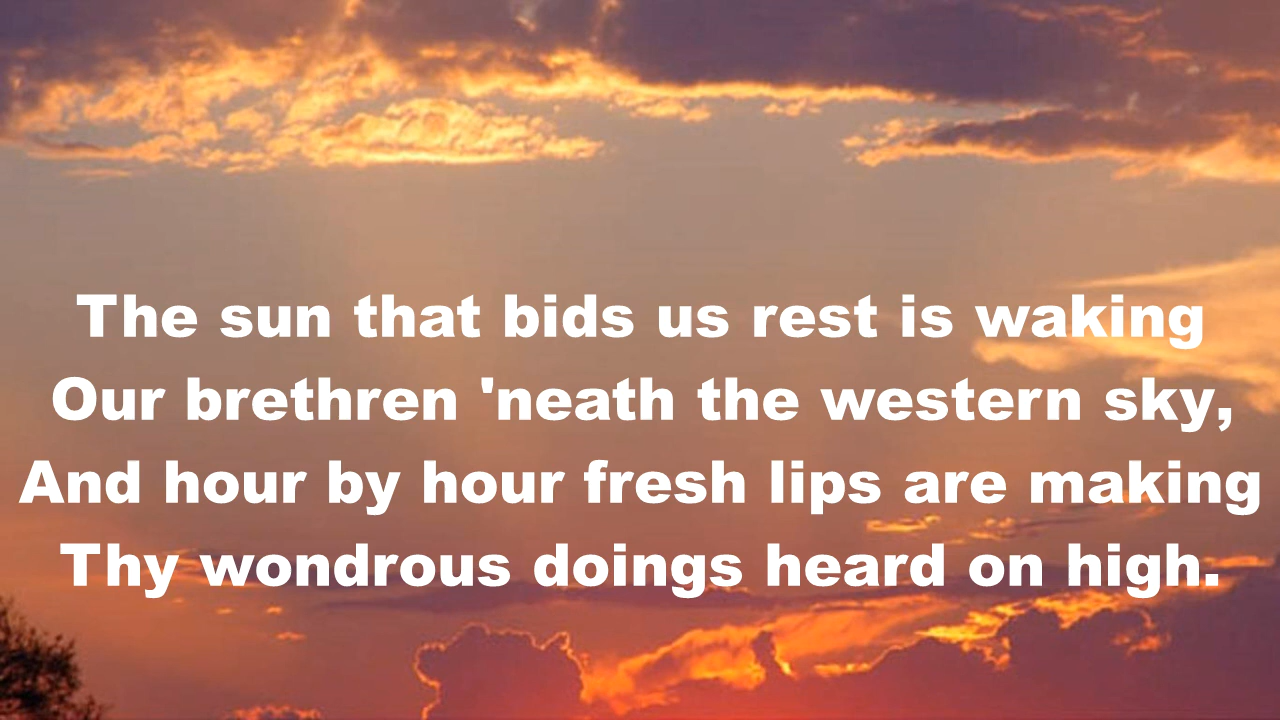 The sun that bids us rest is waking
Our brethren 'neath the western sky,
And hour by hour fresh lips are making
Thy wondrous doings heard on high.